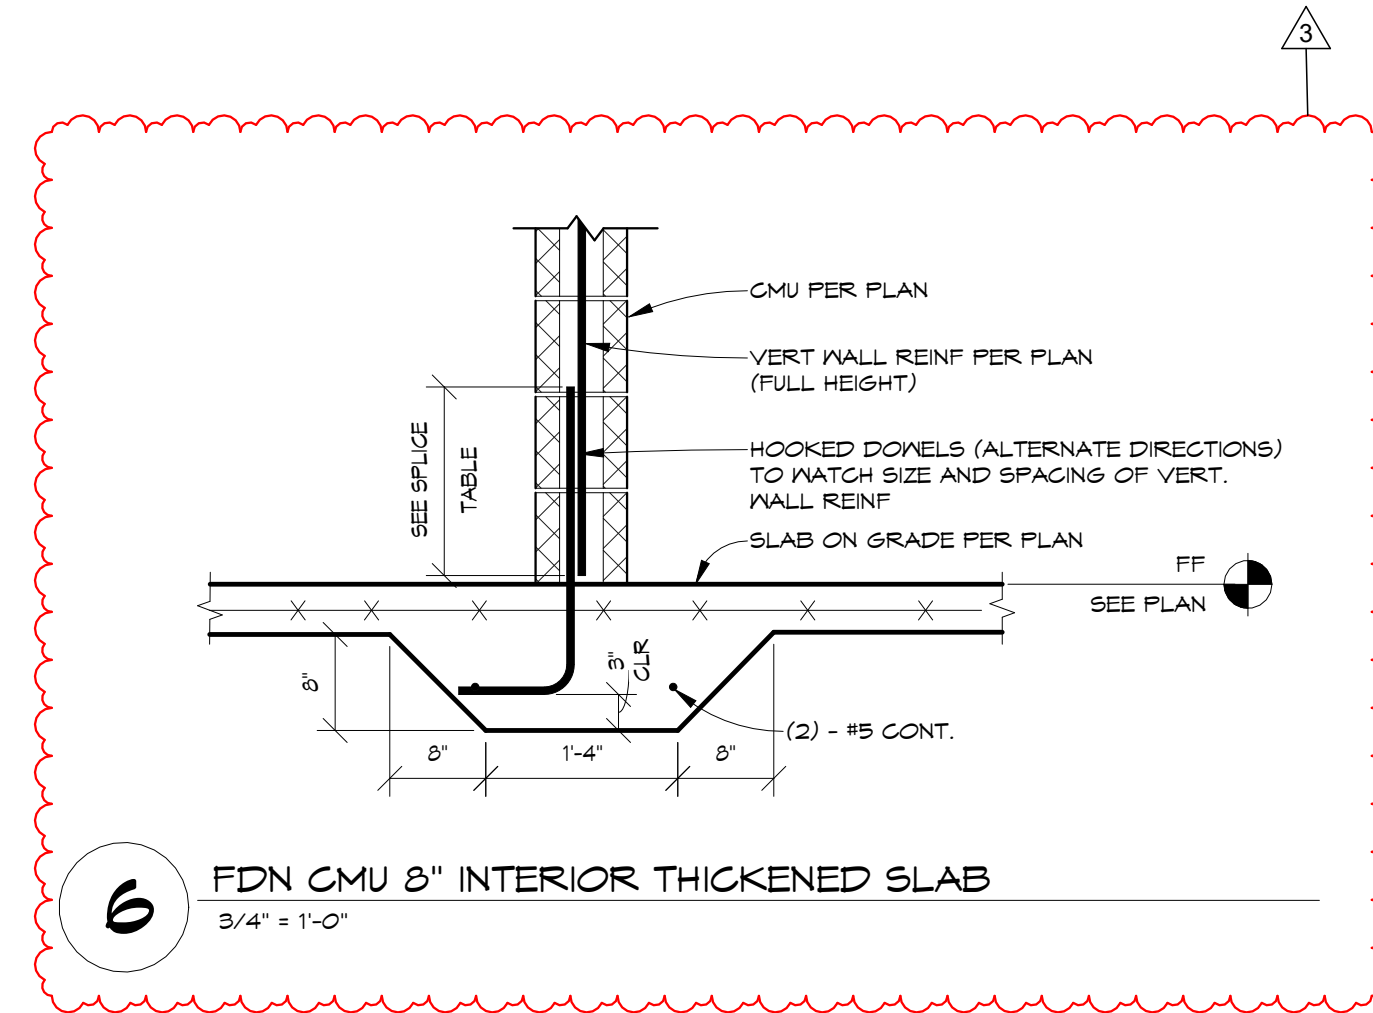 3
CMU PER PLAN
VERT WALL REINF PER PLAN
(FULL HEIGHT)
SEE SPLICE
TABLE
HOOKED DOWELS (ALTERNATE DIRECTIONS)
TO WATCH SIZE AND SPACING OF VERT.
WALL REINF
SLAB ON GRADE PER PLAN
FF
SEE PLAN
8"
3"
CLR
(2) - #5 CONT.
8"
1'-4"
8"
6
FDN CMU 8" INTERIOR THICKENED SLAB
3/4" = 1'-0"